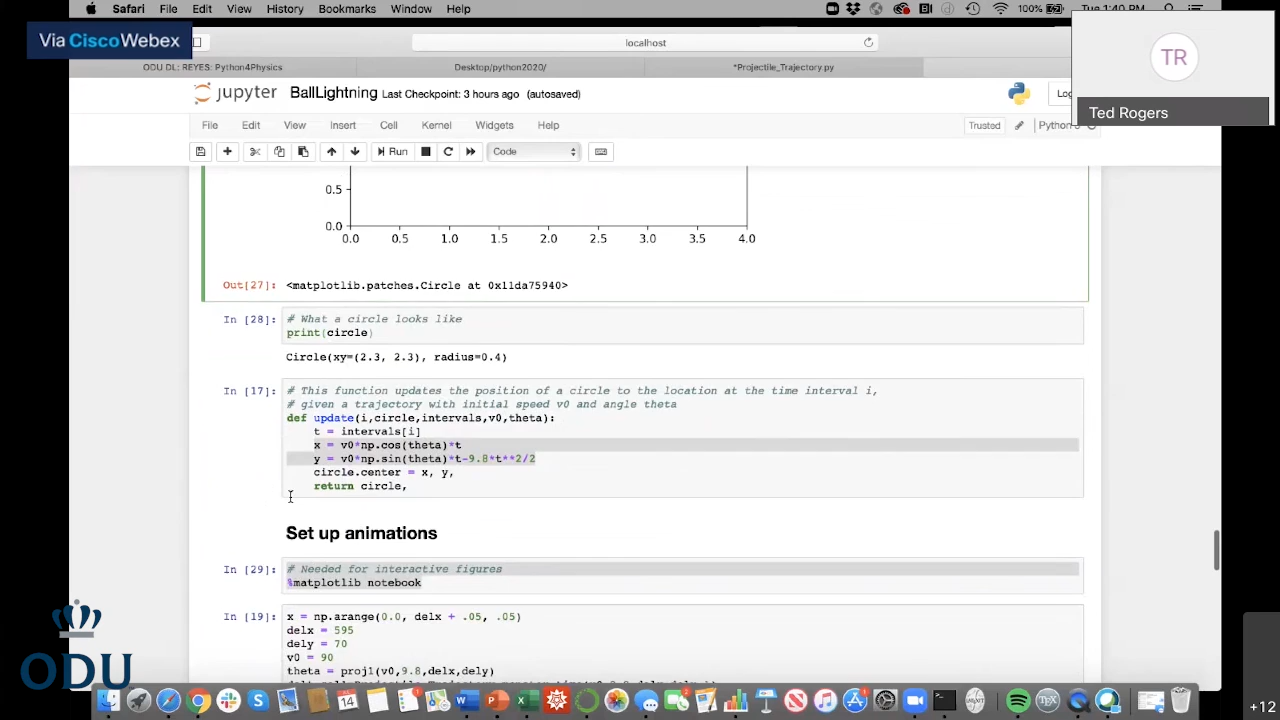 Safari File Edit View History Bookmarks Window Help 100% Tue 1:40 PM
Via Cisco Webex
localhost
TR
Ted Rogers
ODU DL: REYES: Python4Physics Desktop/python2020/ *Projectile_Trajectory.py
jupyter BallLightning Last Checkpoint: 3 hours ago (autosaved)
File Edit View Insert Cell Kernel Widgets Help Trusted
Run Code
0.5
0.0
0.0 0.5 1.0 1.5 2.0 2.5 3.0 3.5 4.0
Out[27]: <matplotlib.patches.Circle at 0x11da75940>
In [28]: # What a circle looks like
print(circle)
Circle(xy=(2.3, 2.3), radius=0.4)
In [17]: # This function updates the position of a circle to the location at the time interval i,
# given a trajectory with initial speed v0 and angle theta
def update(i,circle,intervals,v0,theta):
t = intervals[i]
x = v0*np.cos(theta)*t
y = v0*np.sin(theta)*t-9.8*t**2/2
circle.center = x, y,
return circle,
Set up animations
In [29]: # Needed for interactive figures
%matplotlib notebook
In [19]: x = np.arange(0.0, delx + .05, .05)
delx = 595
dely = 70
v0 = 90
theta = proj1(v0,9.8,delx,dely)
ODU
14
+12